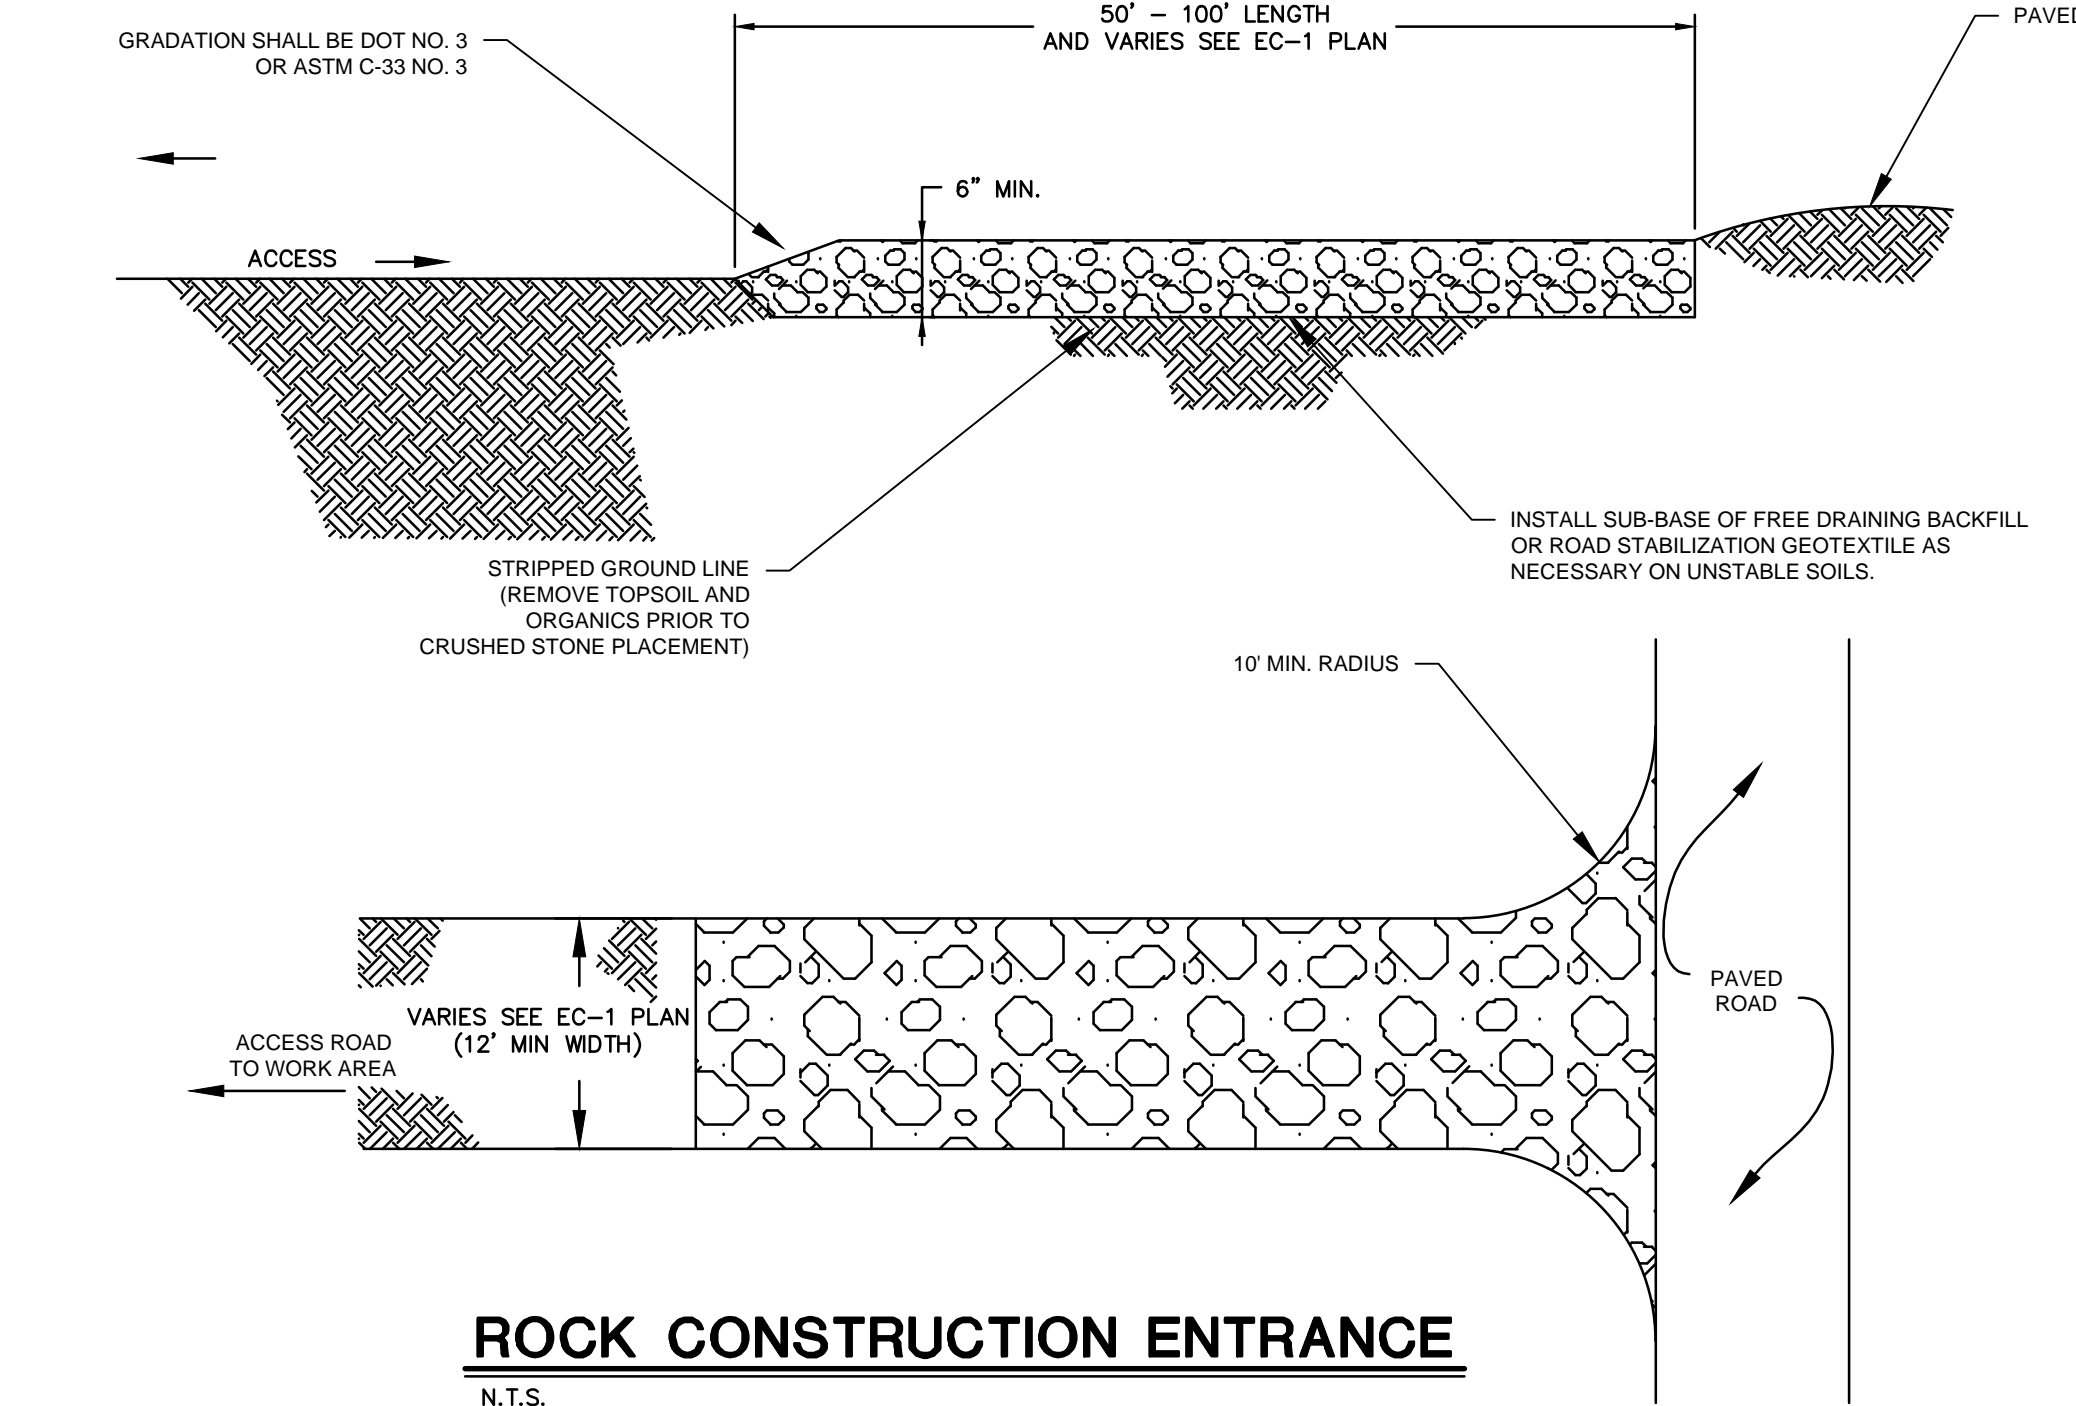 50' – 100' LENGTH
AND VARIES SEE EC–1 PLAN
GRADATION SHALL BE DOT NO. 3
OR ASTM C-33 NO. 3
6” MIN.
ACCESS
INSTALL SUB-BASE OF FREE DRAINING BACKFILL
OR ROAD STABILIZATION GEOTEXTILE AS
NECESSARY ON UNSTABLE SOILS.
STRIPPED GROUND LINE
(REMOVE TOPSOIL AND
ORGANICS PRIOR TO
CRUSHED STONE PLACEMENT)
10' MIN. RADIUS
PAVED
ROAD
VARIES SEE EC–1 PLAN
(12' MIN WIDTH)
ACCESS ROAD
TO WORK AREA
ROCK CONSTRUCTION ENTRANCE
N.T.S.